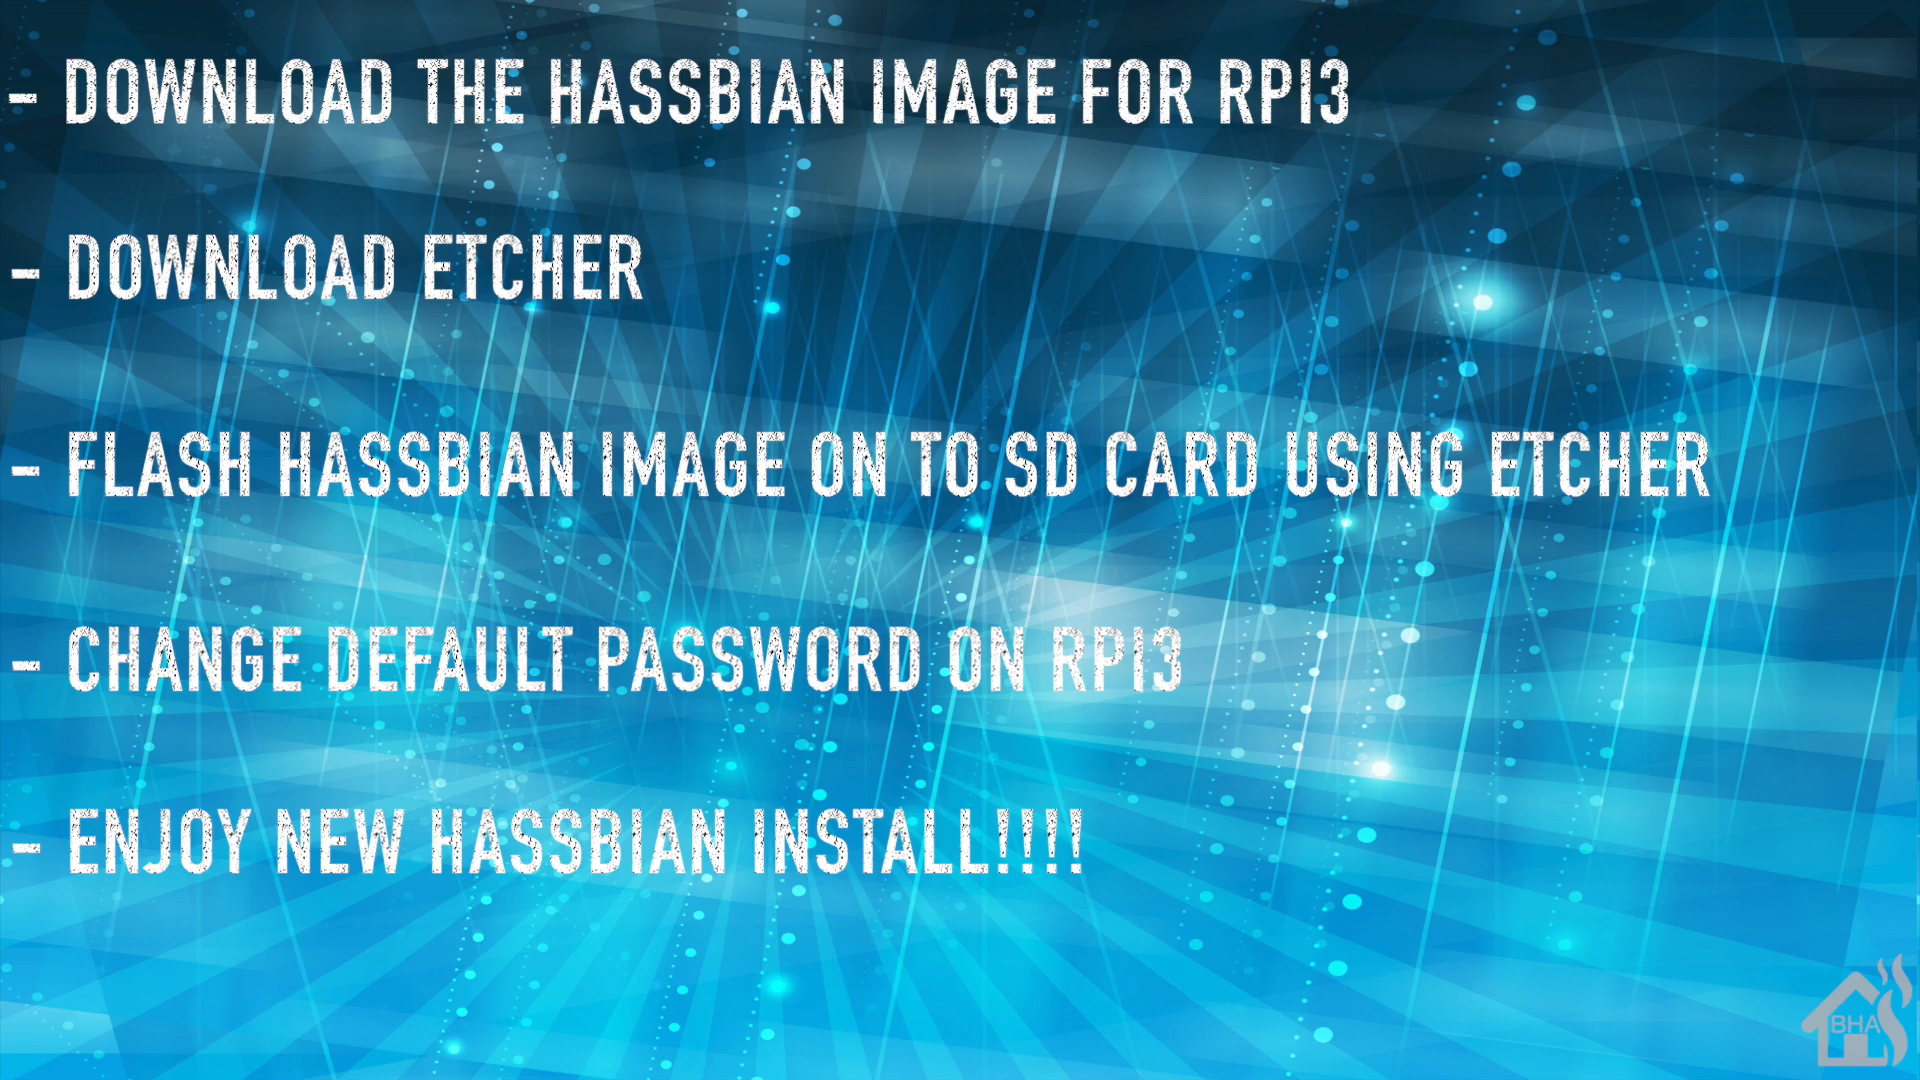 - DOWNLOAD THE HASSBIAN IMAGE FOR RPI3
- DOWNLOAD ETCHER
- FLASH HASSBIAN IMAGE ON TO SD CARD USING ETCHER
- CHANGE DEFAULT PASSWORD ON RPI3
- ENJOY NEW HASSBIAN INSTALL!!!!
BHA